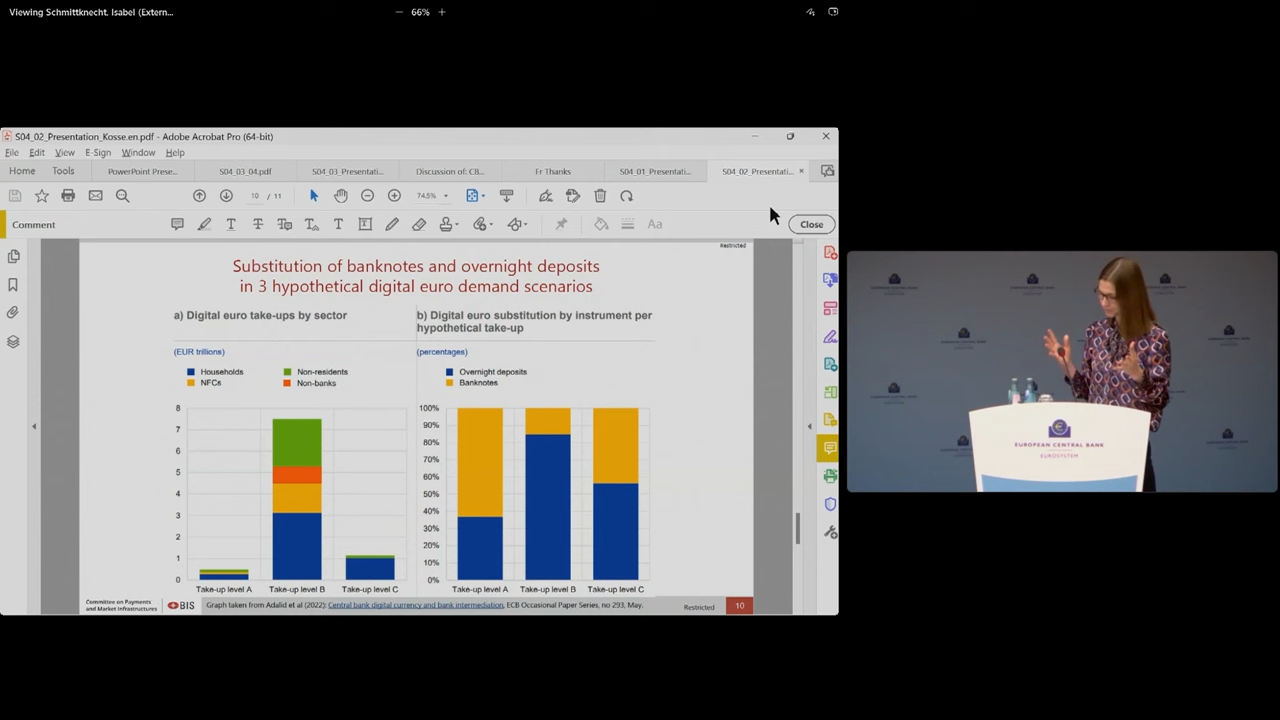 Viewing Schmittknecht, Isabel (Extern...
— 66% +
S04_02_Presentation_Kosse.en.pdf - Adobe Acrobat Pro (64-bit)
File Edit View E-Sign Window Help
Home Tools PowerPoint Prese... S04_03_04.pdf S04_03_Presentati... Discussion of: CB... Fr Thanks S04_01_Presentati... S04_02_Presentati... ×
10 / 11 74.5%
Comment
Aa
Close
Restricted
Substitution of banknotes and overnight deposits
in 3 hypothetical digital euro demand scenarios
a) Digital euro take-ups by sector
(EUR trillions)
Households Non-residents
NFCs Non-banks
8
7
6
5
4
3
2
1
0
Take-up level A Take-up level B Take-up level C
b) Digital euro substitution by instrument per
hypothetical take-up
(percentages)
Overnight deposits
Banknotes
100%
90%
80%
70%
60%
50%
40%
30%
20%
10%
0%
Take-up level A Take-up level B Take-up level C
Committee on Payments
and Market Infrastructures
BIS
Graph taken from Adalid et al (2022): Central bank digital currency and bank intermediation, ECB Occasional Paper Series, no 293, May.
Restricted
10
EUROPEAN CENTRAL BANK
EUROSYSTEM